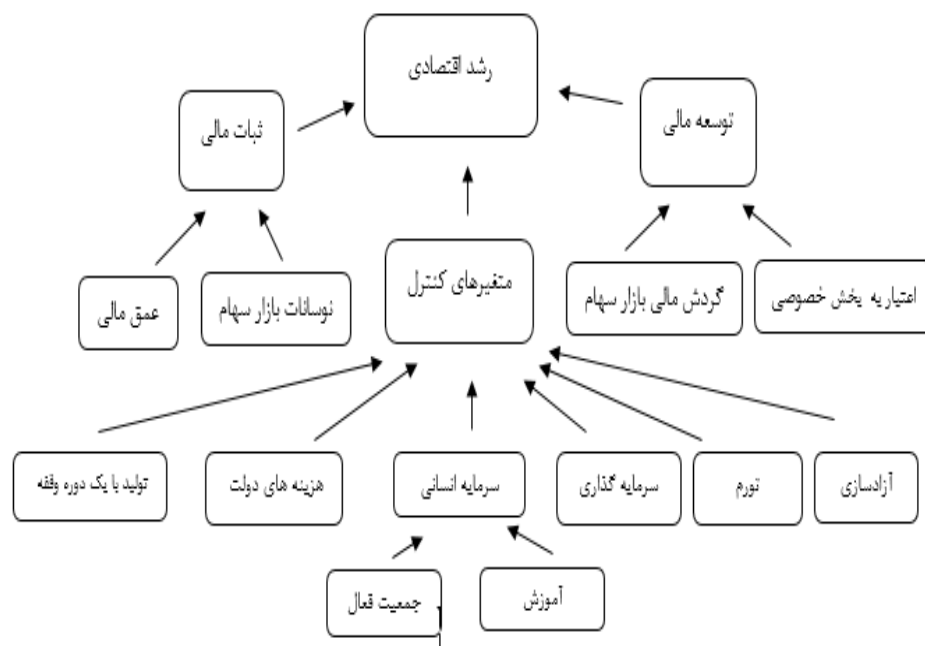 رشد اقتصادی
توسعه مالی
ثبات مالی
متغیرهای کنترل
اعتبار به بخش خصوصی
گردش مالی بازار سهام
نوسانات بازار سهام
عمق مالی
آزادسازی
تورم
سرمایه گذاری
سرمایه انسانی
هزینه های دولت
تولید با یک دوره وقفه
آموزش
جمعیت فعال